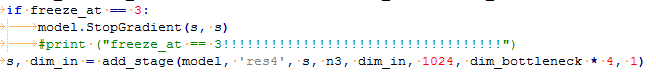 if freeze_at == 3:
model.StopGradient(s, s)
#print ("freeze_at == 3!!!!!!!!!!!!!!!!!!!!!!!!!!!!!!!!!!!")
s, dim_in = add_stage(model, 'res4', s, n3, dim_in, 1024, dim_bottleneck * 4, 1)